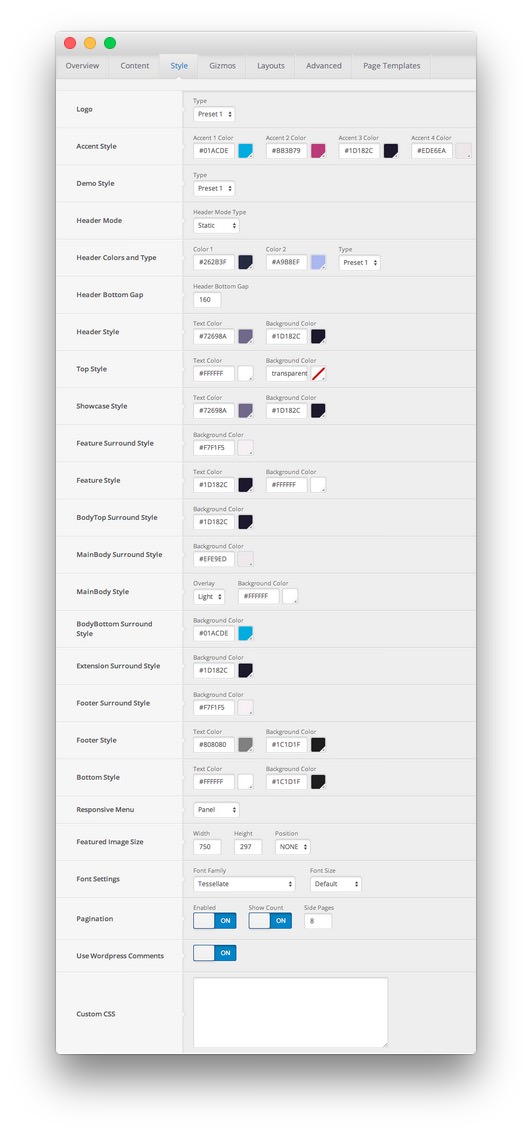 Overview Content Style Gizmos Layouts Advanced Page Templates
Type
Logo Preset 1
Accent 1 Color Accent 2 Color Accent 3 Color Accent 4 Color
Accent Style #01ACDE #BB3B79 #1D182C #EDE6EA
Type
Demo Style Preset 1
Header Mode Type
Header Mode Static
Color 1 Color 2 Type
Header Colors and Type #262B3F #A9B8EF Preset 1
Header Bottom Gap
Header Bottom Gap 160
Text Color Background Color
Header Style #72698A #1D182C
Text Color Background Color
Top Style #FFFFFF transparent
Text Color Background Color
Showcase Style #72698A #1D182C
Background Color
Feature Surround Style #F7F1F5
Text Color Background Color
Feature Style #1D182C #FFFFFF
Background Color
BodyTop Surround Style #1D182C
Background Color
MainBody Surround Style #EFE9ED
Overlay Background Color
MainBody Style Light #FFFFFF
Background Color
BodyBottom Surround
Style #01ACDE
Background Color
Extension Surround Style #1D182C
Background Color
Footer Surround Style #F7F1F5
Text Color Background Color
Footer Style #808080 #1C1D1F
Text Color Background Color
Bottom Style #FFFFFF #1C1D1F
Responsive Menu Panel
Width Height Position
Featured Image Size 750 297 NONE
Font Family Font Size
Font Settings Tessellate Default
Enabled Show Count Side Pages
Pagination ON ON 8
Use Wordpress Comments ON
Custom CSS